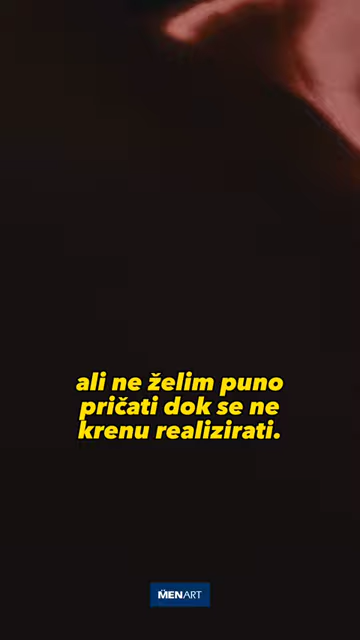 ali ne želim puno
pričati dok se ne
krenu realizirati.
MENART